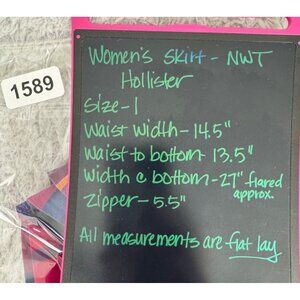 1589
Women's skirt - NWT
Hollister
Size - 1
Waist width - 14.5"
Waist to bottom - 13.5"
Width @ bottom - 27" flared
approx.
Zipper - 5.5"
All measurements are flat lay